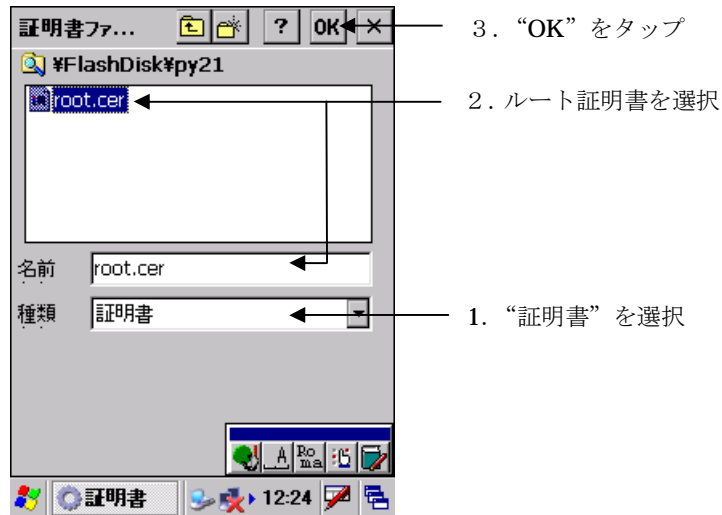 証明書ファ... ? OK ×
３．“OK”をタップ
¥FlashDisk¥py21
root.cer
２．ルート証明書を選択
名前 root.cer
種類 証明書
1. “証明書”を選択
A Ro ma
証明書 12:24